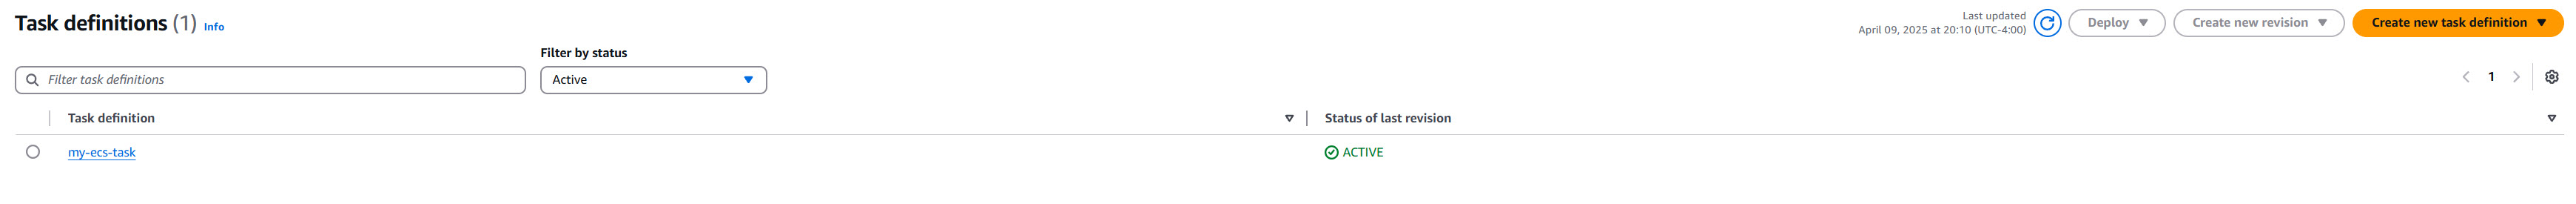 Task definitions (1) Info
Last updated
April 09, 2025 at 20:10 (UTC-4:00)
Deploy
Create new revision
Create new task definition
Filter by status
Filter task definitions
Active
1
Task definition
Status of last revision
my-ecs-task
ACTIVE